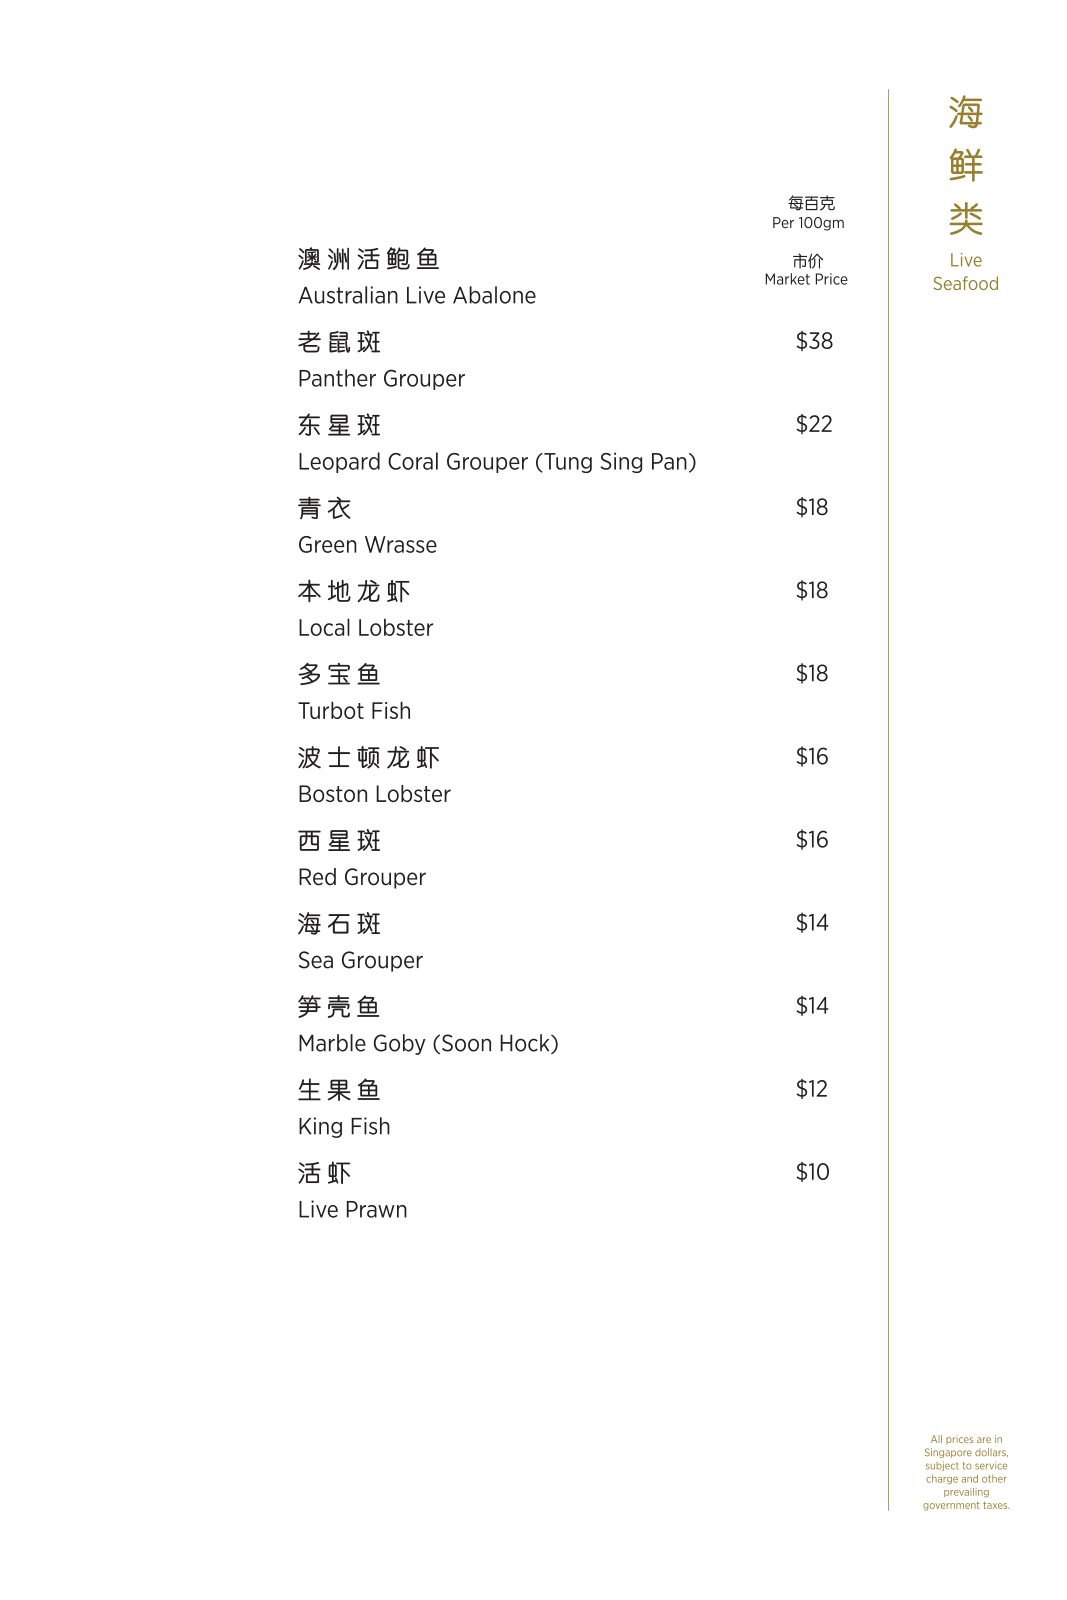 海鲜类
Live
Seafood
每百克
Per 100gm
澳洲活鲍鱼
市价
Australian Live Abalone
Market Price
老鼠斑 $38
Panther Grouper
东星斑 $22
Leopard Coral Grouper (Tung Sing Pan)
青衣 $18
Green Wrasse
本地龙虾 $18
Local Lobster
多宝鱼 $18
Turbot Fish
波士顿龙虾 $16
Boston Lobster
西星斑 $16
Red Grouper
海石斑 $14
Sea Grouper
笋壳鱼 $14
Marble Goby (Soon Hock)
生果鱼 $12
King Fish
活虾 $10
Live Prawn
All prices are in
Singapore dollars,
subject to service
charge and other
prevailing
government taxes.